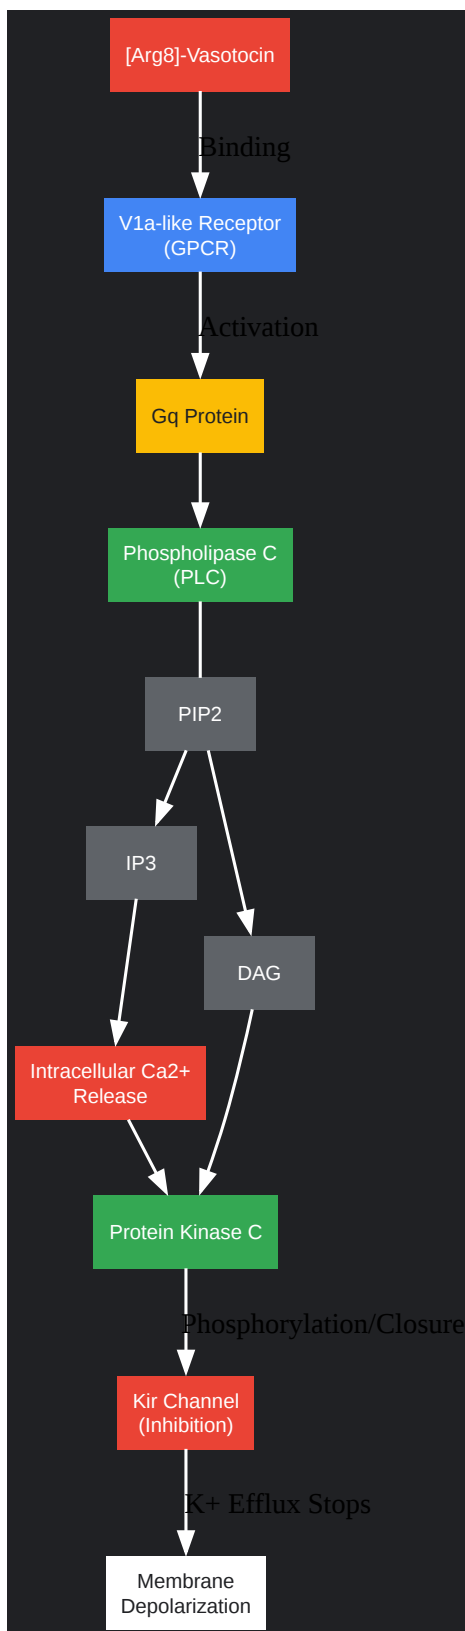 [Arg8]-Vasotocin
Binding
V1a-like Receptor
(GPCR)
Activation
Gq Protein
Phospholipase C
(PLC)
PIP2
IP3
DAG
Intracellular Ca2+
Release
Protein Kinase C
Phosphorylation/Closure
Kir Channel
(Inhibition)
K+ Efflux Stops
Membrane
Depolarization